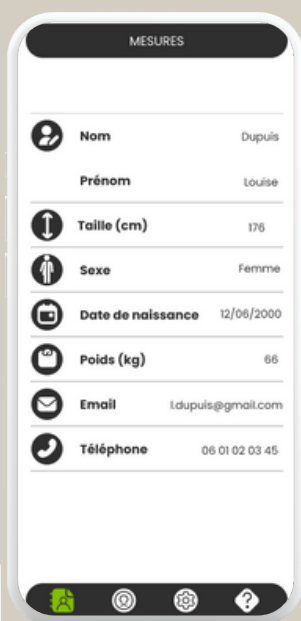 MESURES
Nom Dupuis
Prénom Louise
Taille (cm) 176
Sexe Femme
Date de naissance 12/06/2000
Poids (kg) 66
Email l.dupuis@gmail.com
Téléphone 06 01 02 03 45
?